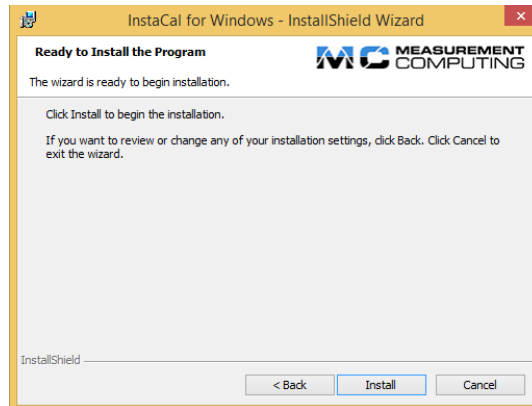 InstaCal for Windows - InstallShield Wizard
Ready to Install the Program
MC MEASUREMENT
COMPUTING
The wizard is ready to begin installation.
Click Install to begin the installation.
If you want to review or change any of your installation settings, click Back. Click Cancel to
exit the wizard.
InstallShield
< Back Install Cancel